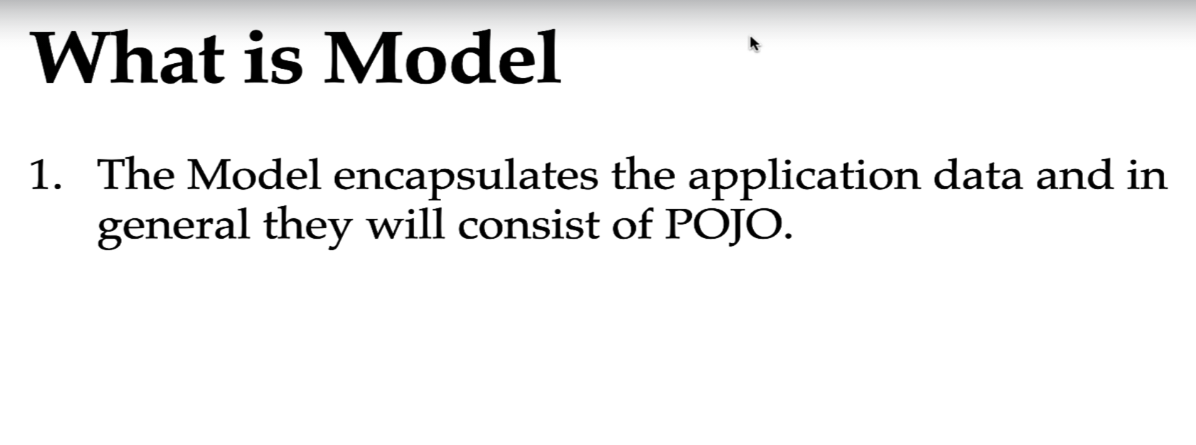 What is Model
1. The Model encapsulates the application data and in
general they will consist of POJO.